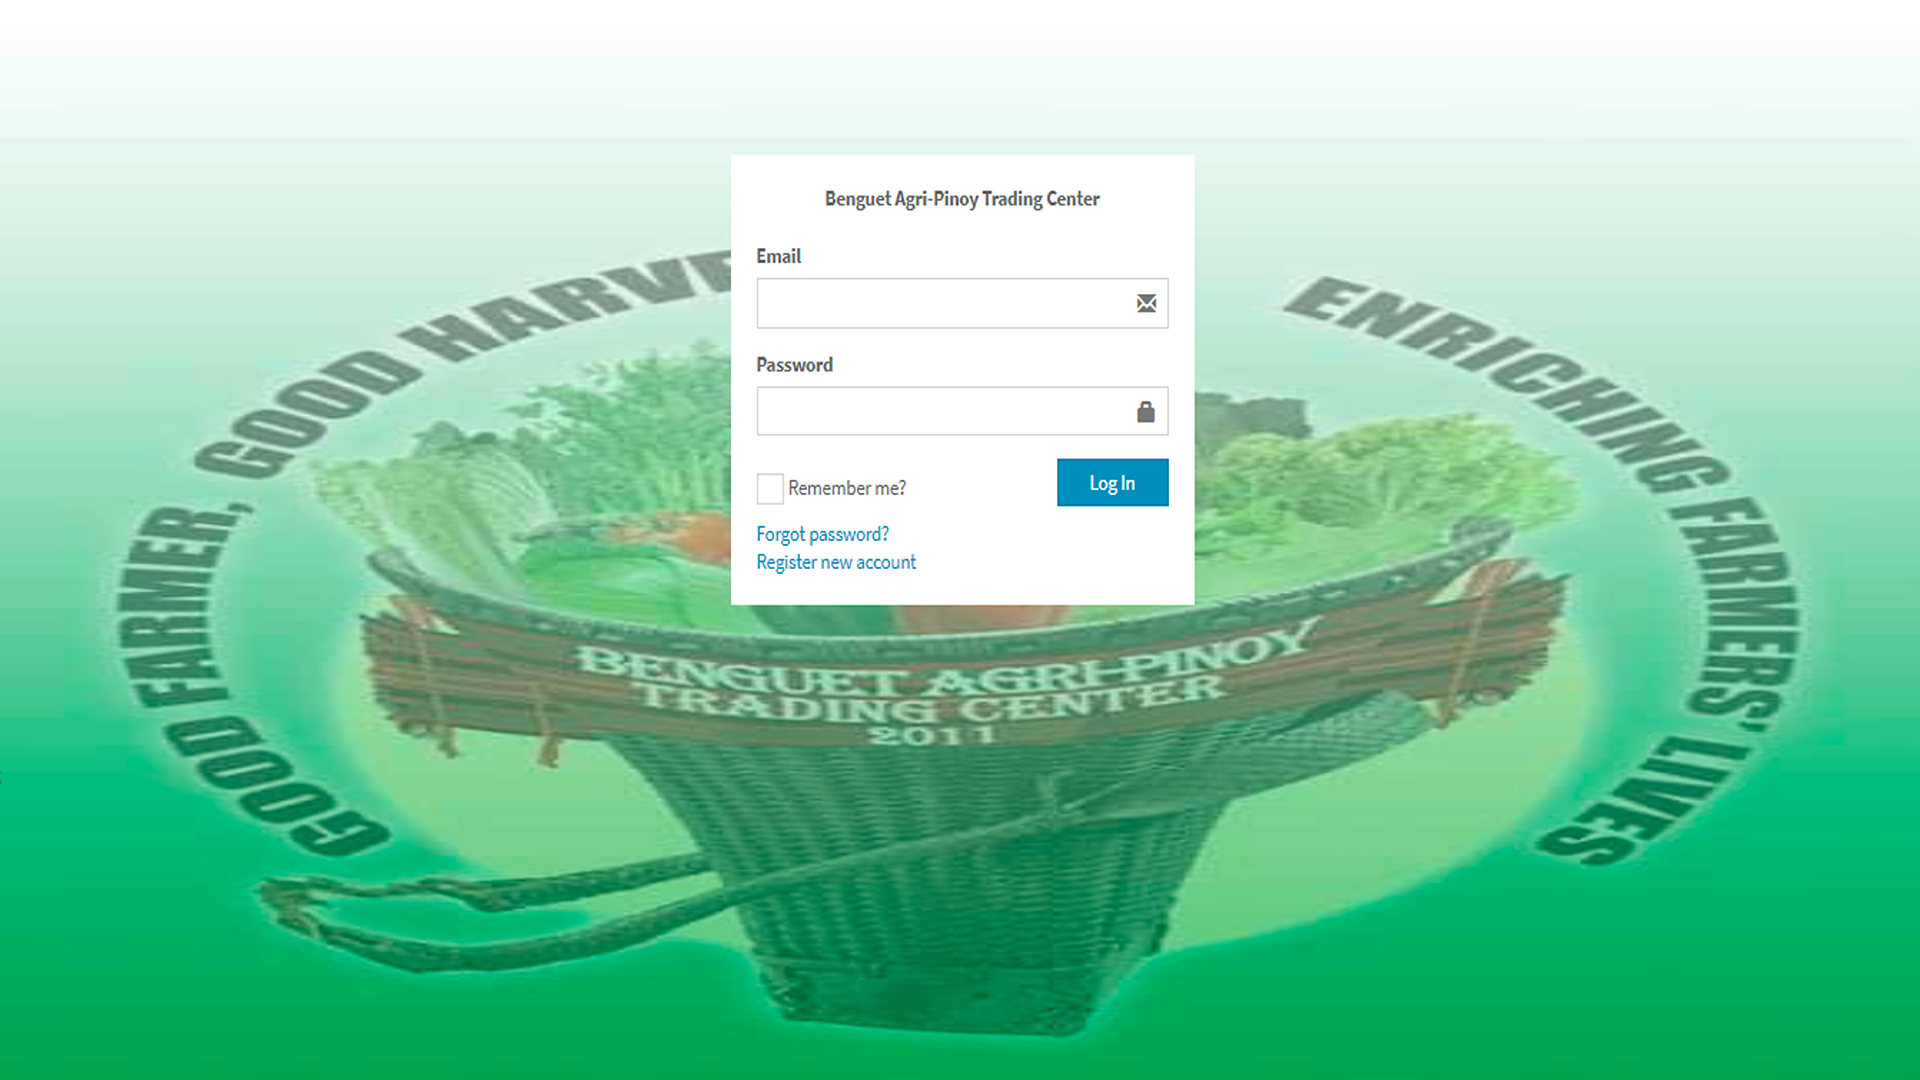 Benguet Agri-Pinoy Trading Center
Email
Password
Remember me?
Log In
Forgot password?
Register new account
GOOD FARMER, GOOD HARVE
ENRICHING FARMERS' LIVES
BENGUET AGRI-PINOY
TRADING CENTER
2011